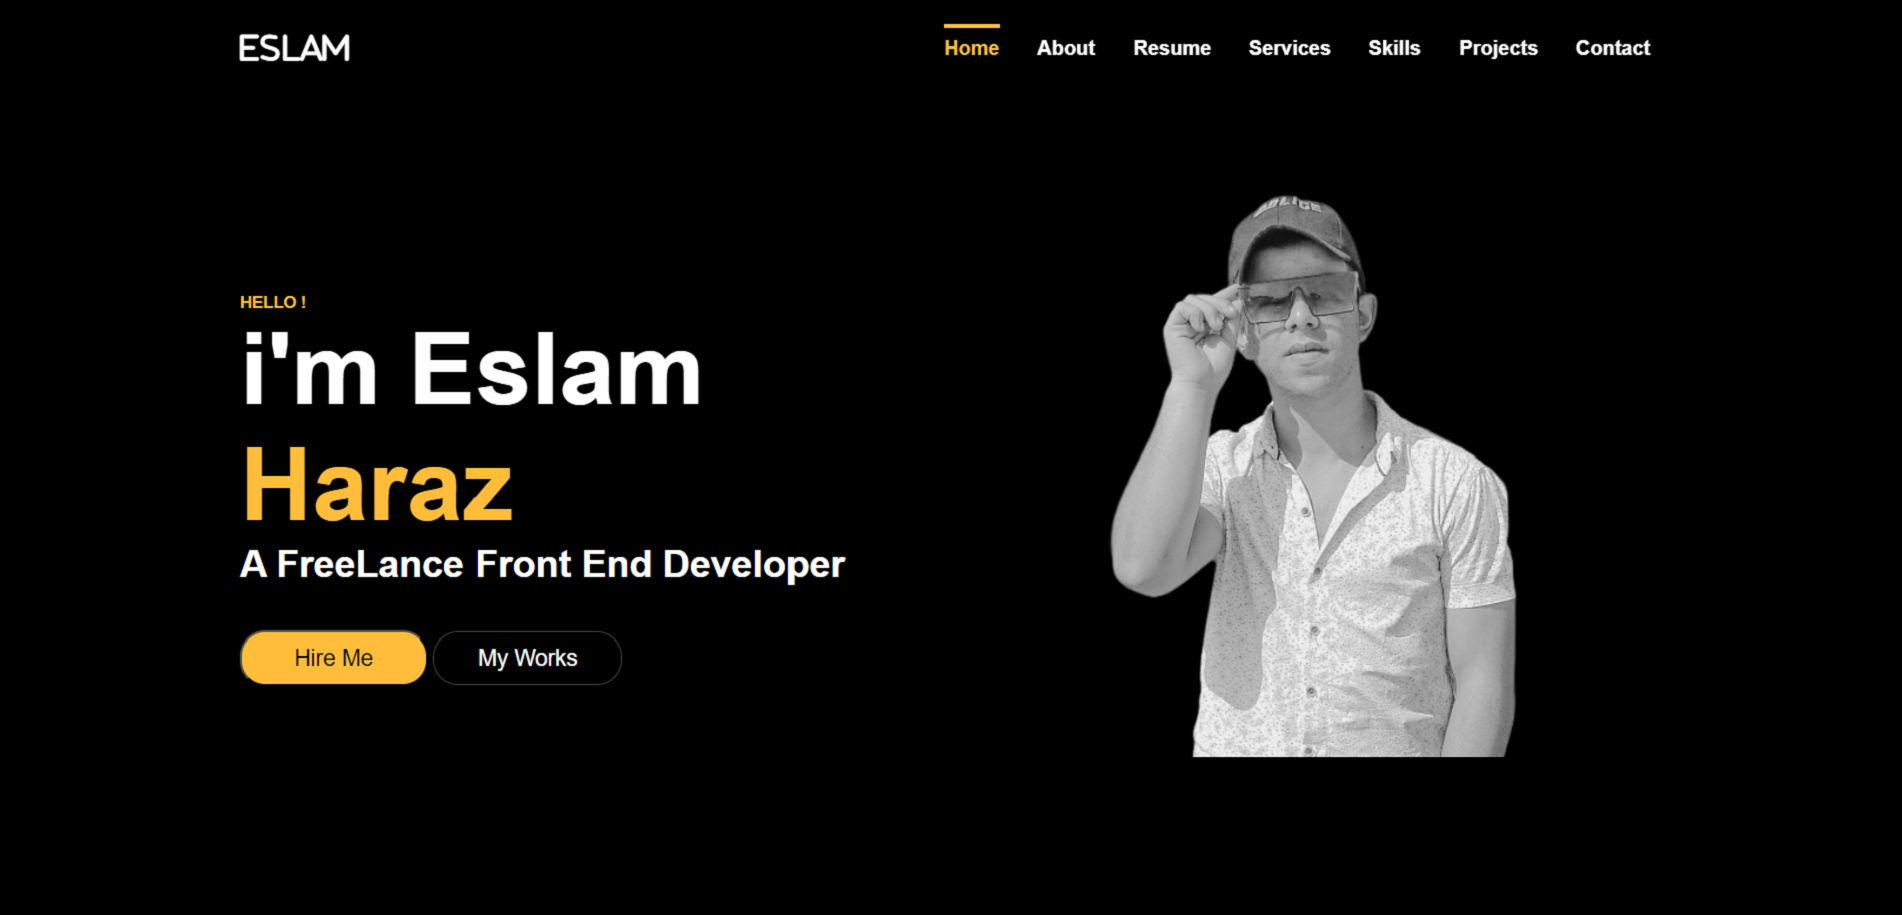 ESLAM
Home About Resume Services Skills Projects Contact
POLICE
HELLO !
i'm Eslam
Haraz
A FreeLance Front End Developer
Hire Me My Works